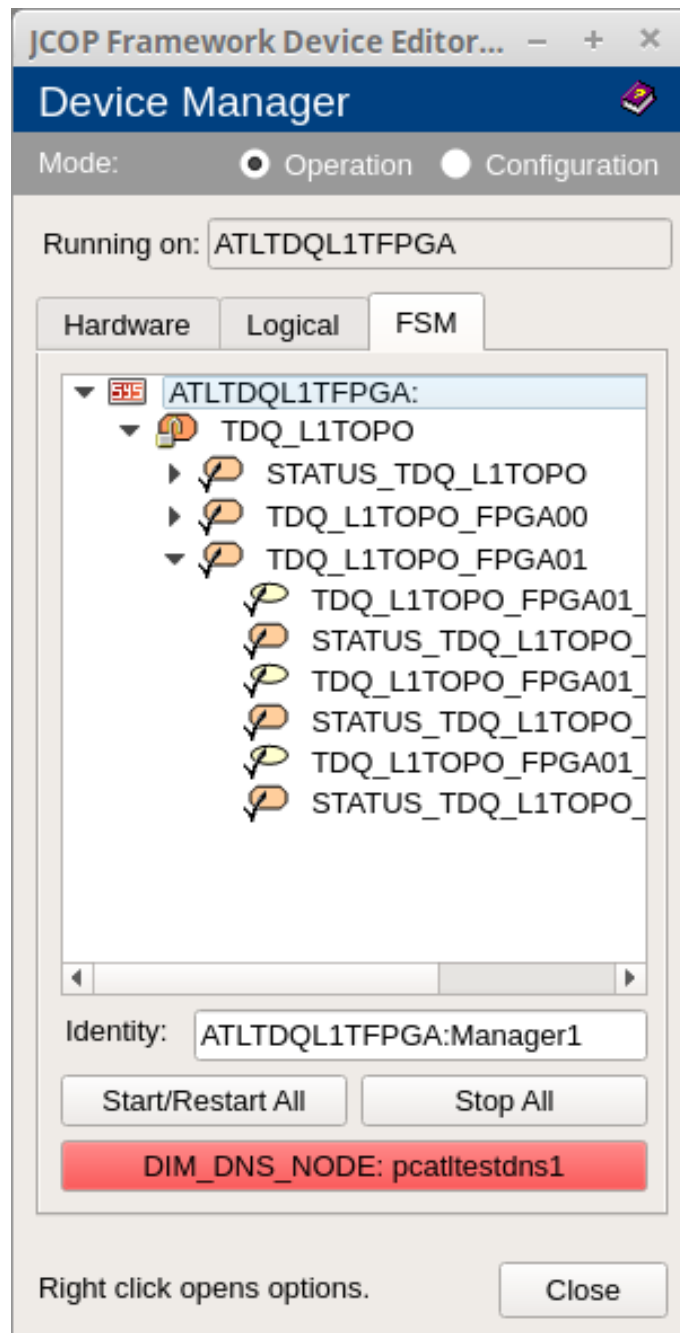 JCOP Framework Device Editor...
Device Manager
Mode: Operation Configuration
Running on: ATLTDQL1TFPGA
Hardware Logical FSM
ATLTDQL1TFPGA:
TDQ_L1TOPO
STATUS_TDQ_L1TOPO
TDQ_L1TOPO_FPGA00
TDQ_L1TOPO_FPGA01
TDQ_L1TOPO_FPGA01_
STATUS_TDQ_L1TOPO_
TDQ_L1TOPO_FPGA01_
STATUS_TDQ_L1TOPO_
TDQ_L1TOPO_FPGA01_
STATUS_TDQ_L1TOPO_
Identity: ATLTDQL1TFPGA:Manager1
Start/Restart All Stop All
DIM_DNS_NODE: pcatltestdns1
Right click opens options. Close